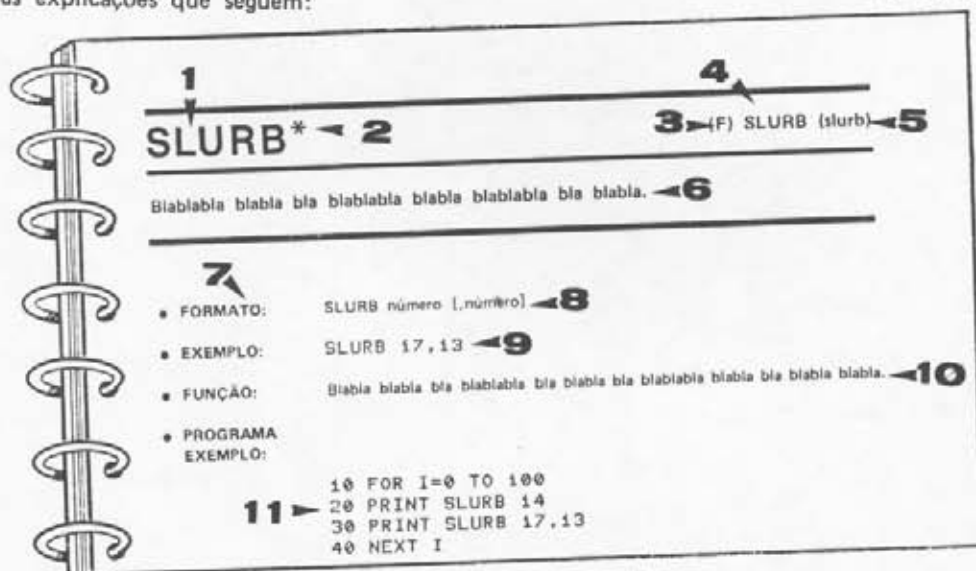 us explicações que seguem:
1
4
SLURB* 2
3 (F) SLURB (slurb) 5
Blablabla blabla bla blablabla blabla blablabla bla blabla. 6
7
• FORMATO: SLURB número [,número] 8
• EXEMPLO: SLURB 17,13 9
• FUNÇÃO: Blabla blabla bla blablabla bla blabla bla blablabla blabla bla blabla blabla. 10
• PROGRAMA
EXEMPLO:
10 FOR I=0 TO 100
11 20 PRINT SLURB 14
30 PRINT SLURB 17,13
40 NEXT I